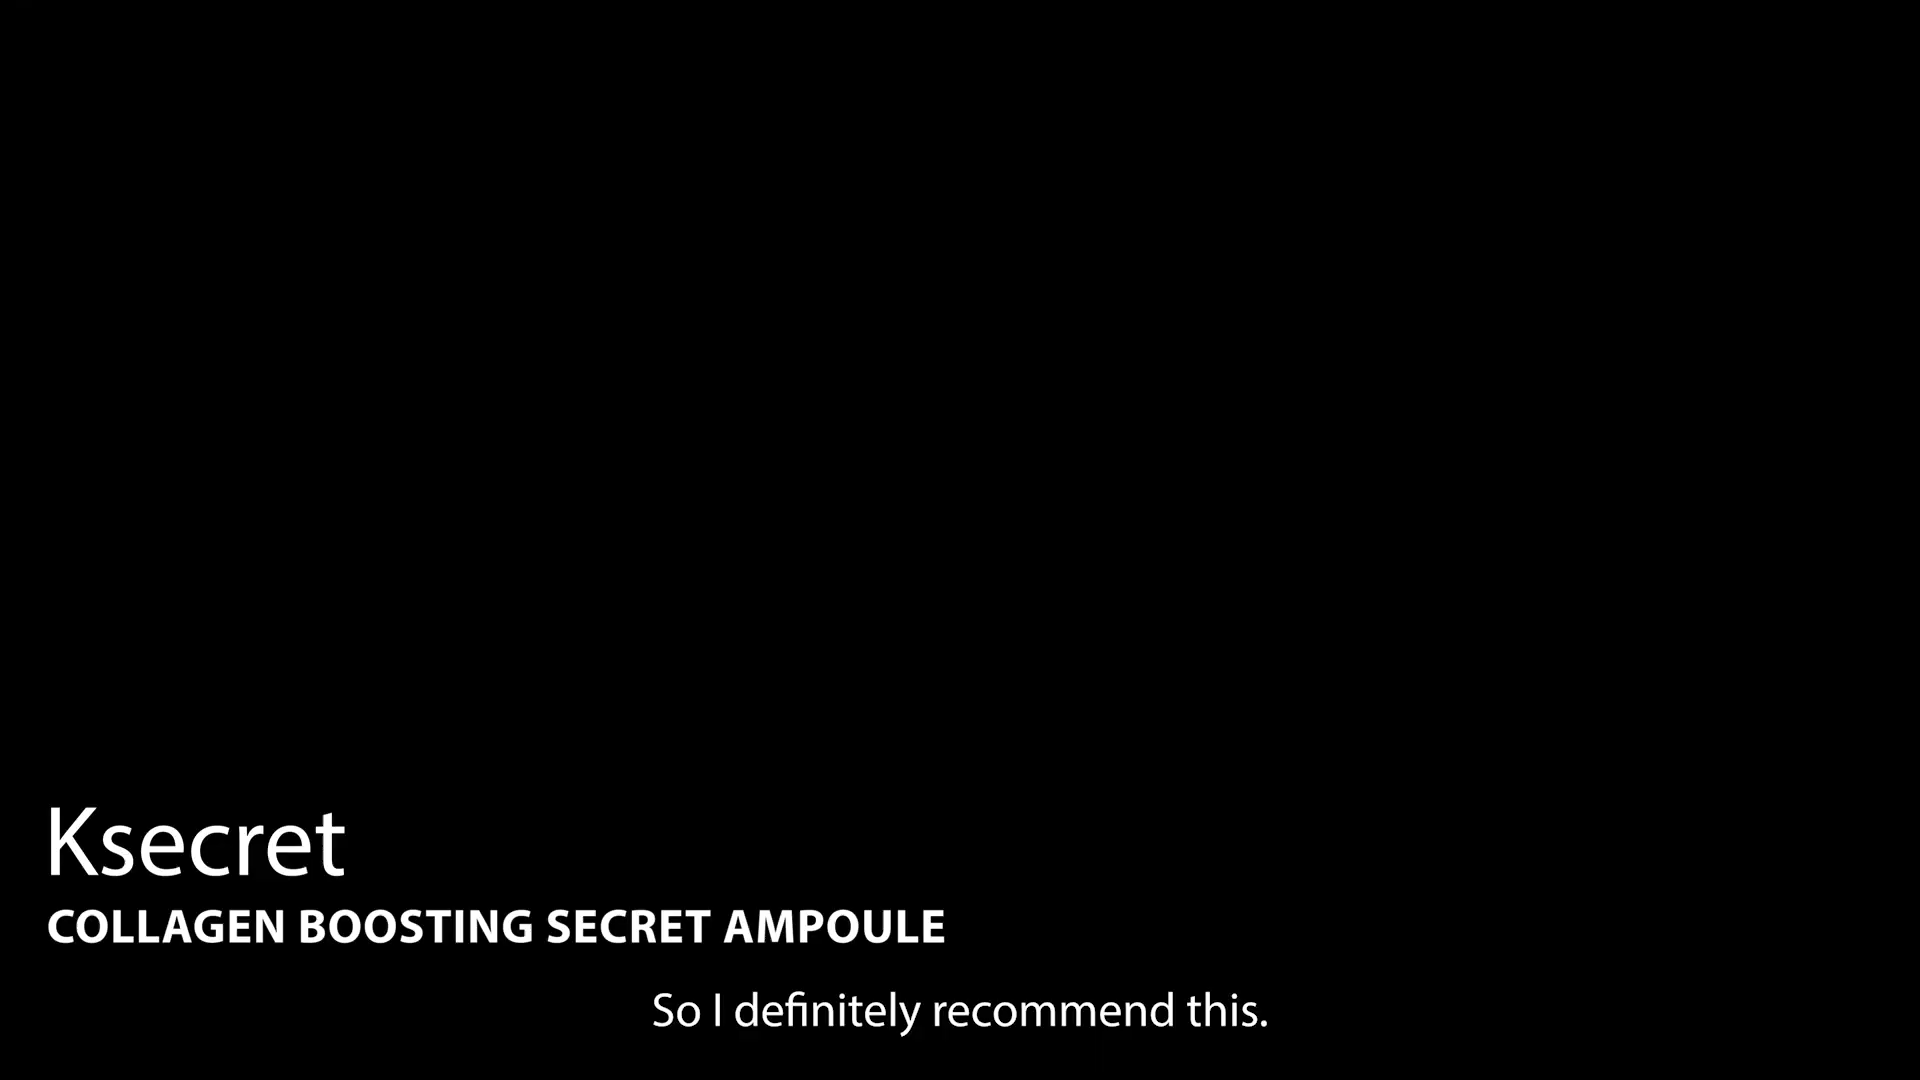 Ksecret
COLLAGEN BOOSTING SECRET AMPOULE
So I definitely recommend this.